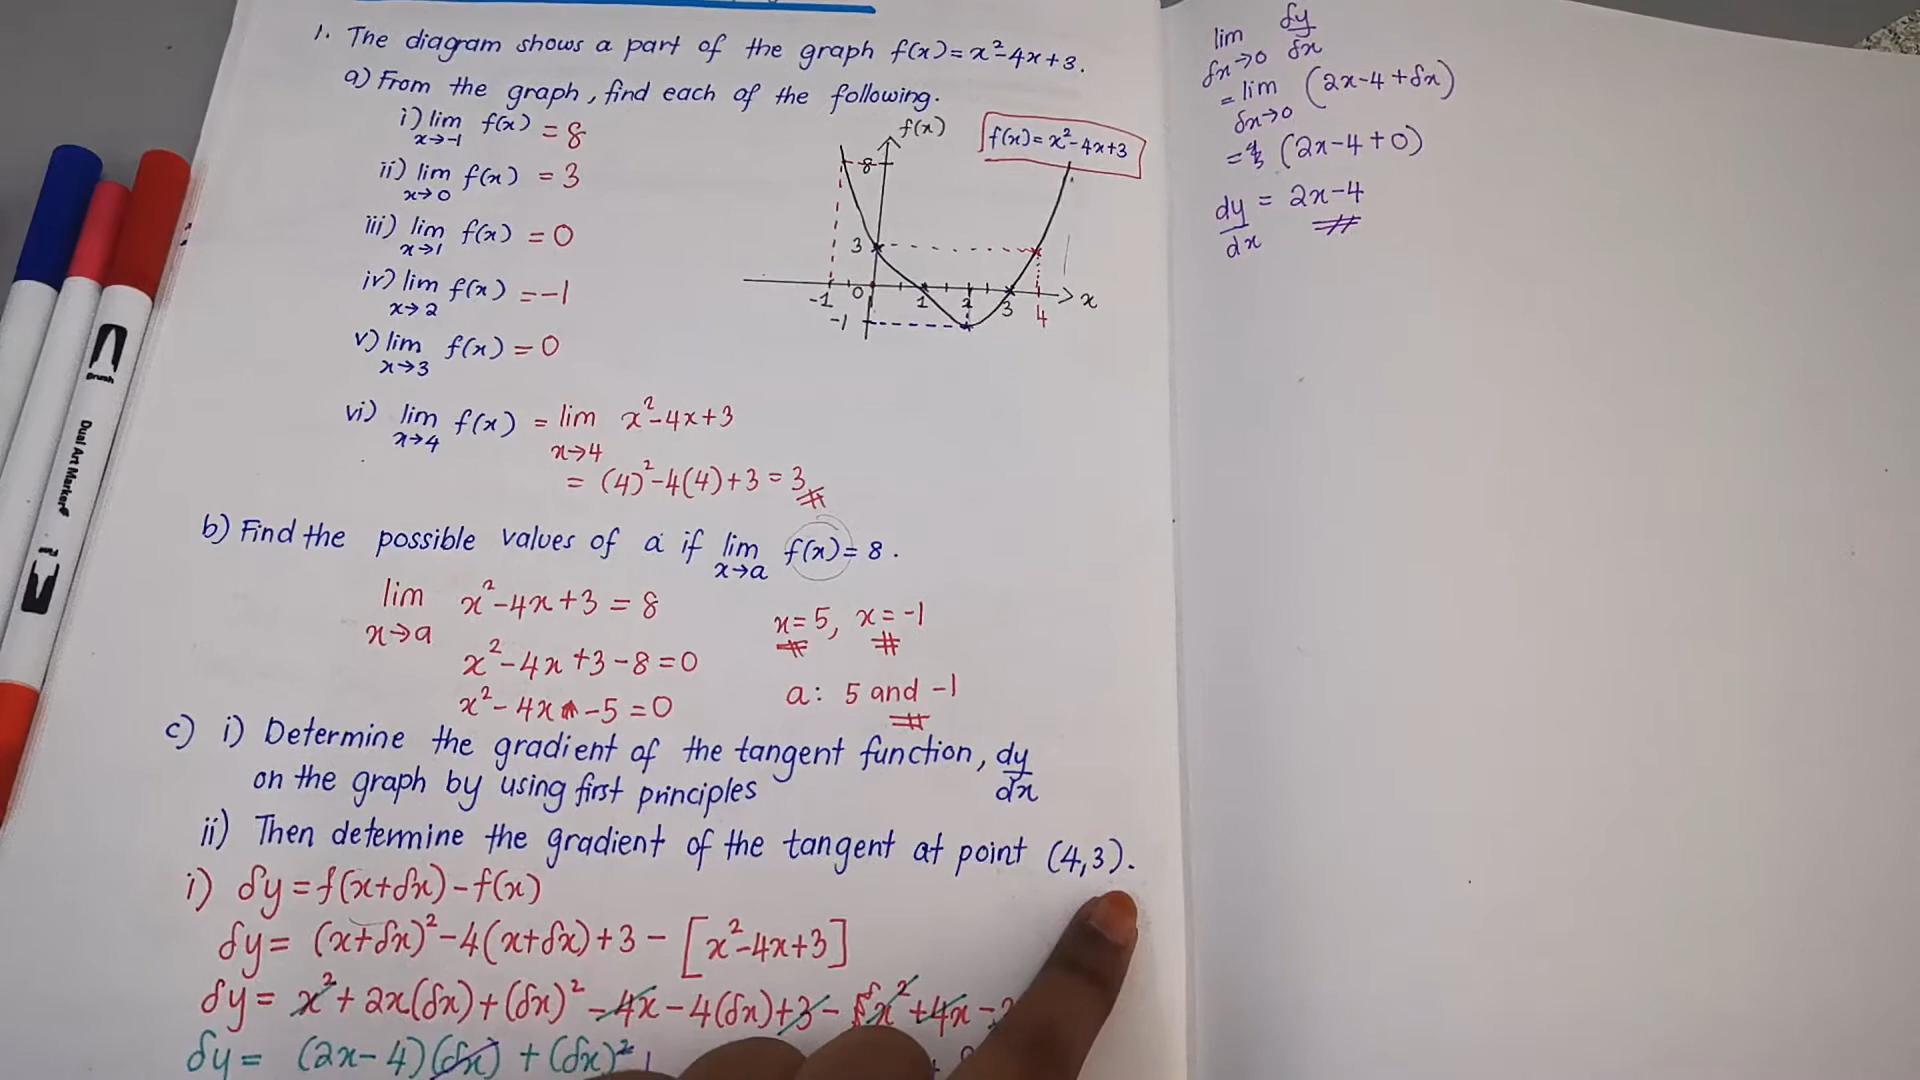 1. The diagram shows a part of the graph f(x)=x²-4x+3.
a) From the graph, find each of the following.
i) lim f(x) = 8
x→-1
ii) lim f(x) = 3
x→0
iii) lim f(x) = 0
x→1
iv) lim f(x) = -1
x→2
v) lim f(x) = 0
x→3
vi) lim f(x) = lim x²-4x+3
x→4 x→4
= (4)²-4(4)+3 = 3
f(x)
f(x)=x²-4x+3
8
3
-1 0 1 2 3 4 x
-1
b) Find the possible values of a if lim f(x) = 8.
x→a
lim x²-4x+3 = 8
x→a
x²-4x+3-8=0
x²-4x-5=0
x=5, x=-1
a: 5 and -1
c) i) Determine the gradient of the tangent function, dy/dx
on the graph by using first principles
ii) Then determine the gradient of the tangent at point (4,3).
i) δy=f(x+δx)-f(x)
δy= (x+δx)²-4(x+δx)+3-[x²-4x+3]
δy= x²+2x(δx)+(δx)²-4x-4(δx)+3-x²+4x-
δy= (2x-4)(δx)+(δx)²
lim δy/δx
δx→0
= lim (2x-4+δx)
δx→0
= (2x-4+0)
dy/dx = 2x-4
Brush
Dual Art Marker